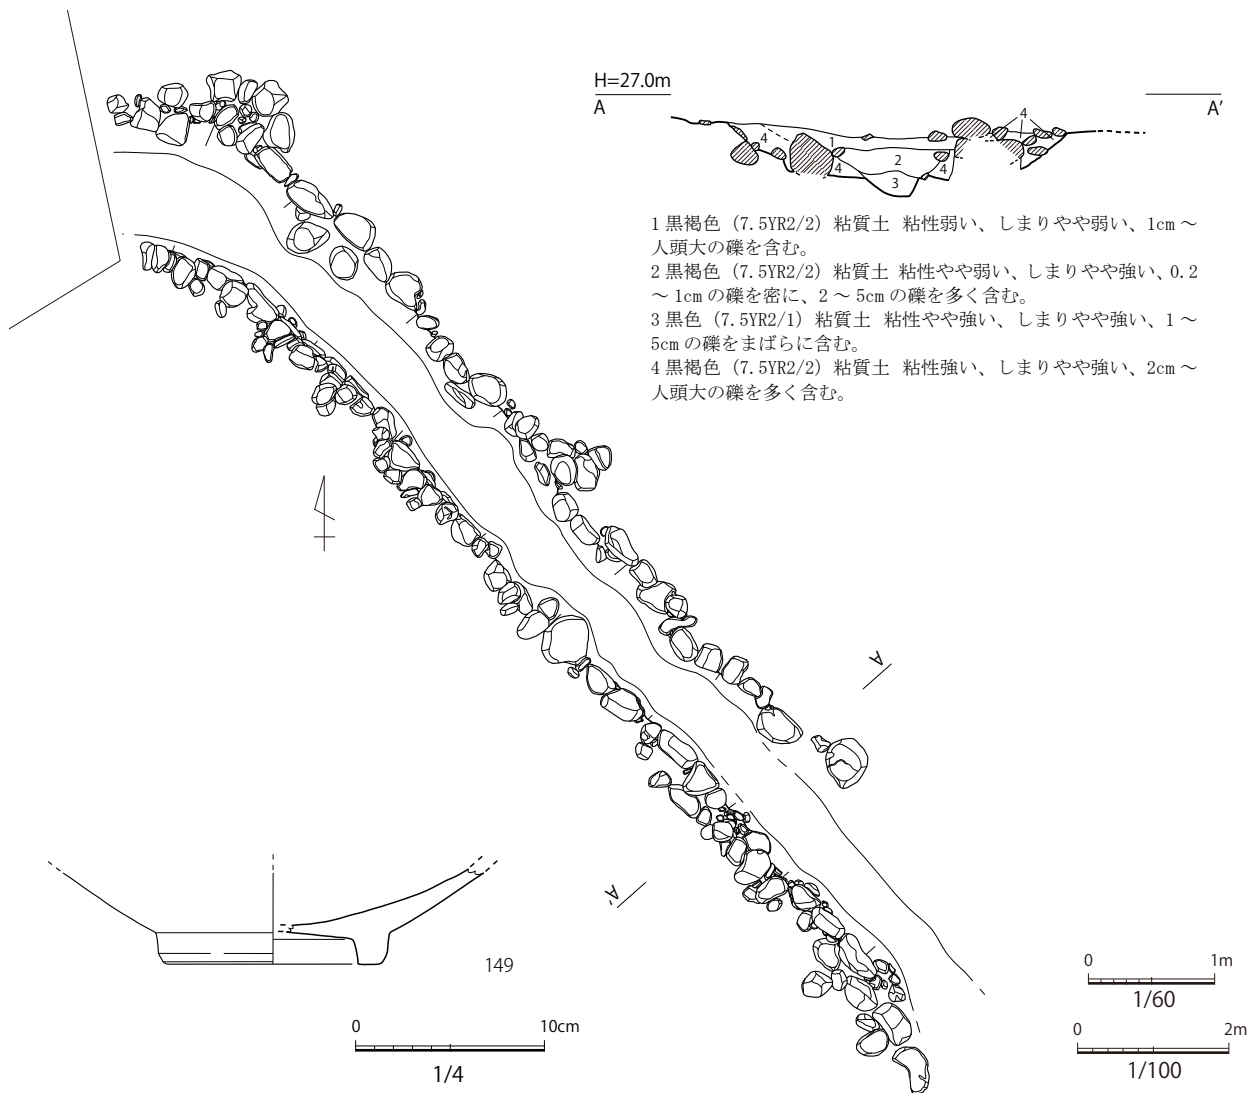 H=27.0m
A A′
4
4 1 2 4 4 3
1 黒褐色（7.5YR2/2）粘質土 粘性弱い、しまりやや弱い、1cm～
人頭大の礫を含む。
2 黒褐色（7.5YR2/2）粘質土 粘性やや弱い、しまりやや強い、0.2
～ 1cm の礫を密に、2 ～ 5cm の礫を多く含む。
3 黒色（7.5YR2/1）粘質土 粘性やや強い、しまりやや強い、1 ～
5cm の礫をまばらに含む。
4 黒褐色（7.5YR2/2）粘質土 粘性強い、しまりやや強い、2cm～
人頭大の礫を多く含む。
A
A′
149
0 10cm
1/4
0 1m
1/60
0 2m
1/100